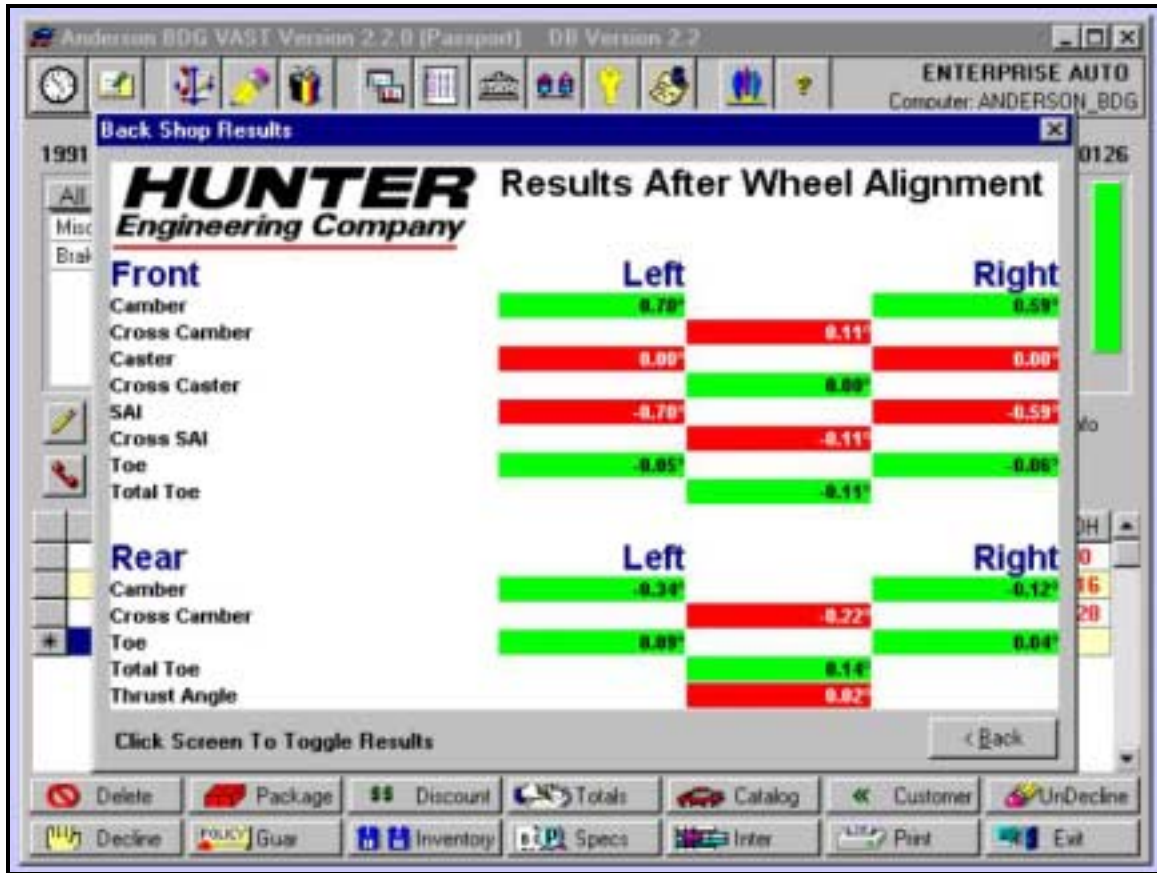 Anderson BDG VAST Version 2.2.0 (Passport) DB Version 2.2
ENTERPRISE AUTO
Computer: ANDERSON_BDG
Back Shop Results
1991
0126
All
Misc
Brak
HUNTER
Engineering Company
Results After Wheel Alignment
Front Left Right
Camber 0.70° 0.59°
Cross Camber 0.11°
Caster 0.00° 0.00°
Cross Caster 0.00°
SAI -0.70° -0.59°
Cross SAI -0.11°
Toe -0.05° -0.06°
Total Toe -0.11°
Rear Left Right
Camber -0.34° -0.12°
Cross Camber -0.22°
Toe 0.09° 0.04°
Total Toe 0.14°
Thrust Angle 0.02°
nfo
OH
0
16
20
Click Screen To Toggle Results
< Back
Delete Package $$ Discount Totals Catalog « Customer UnDecline
Decline POLICY Guar Inventory Specs Inter Print Exit